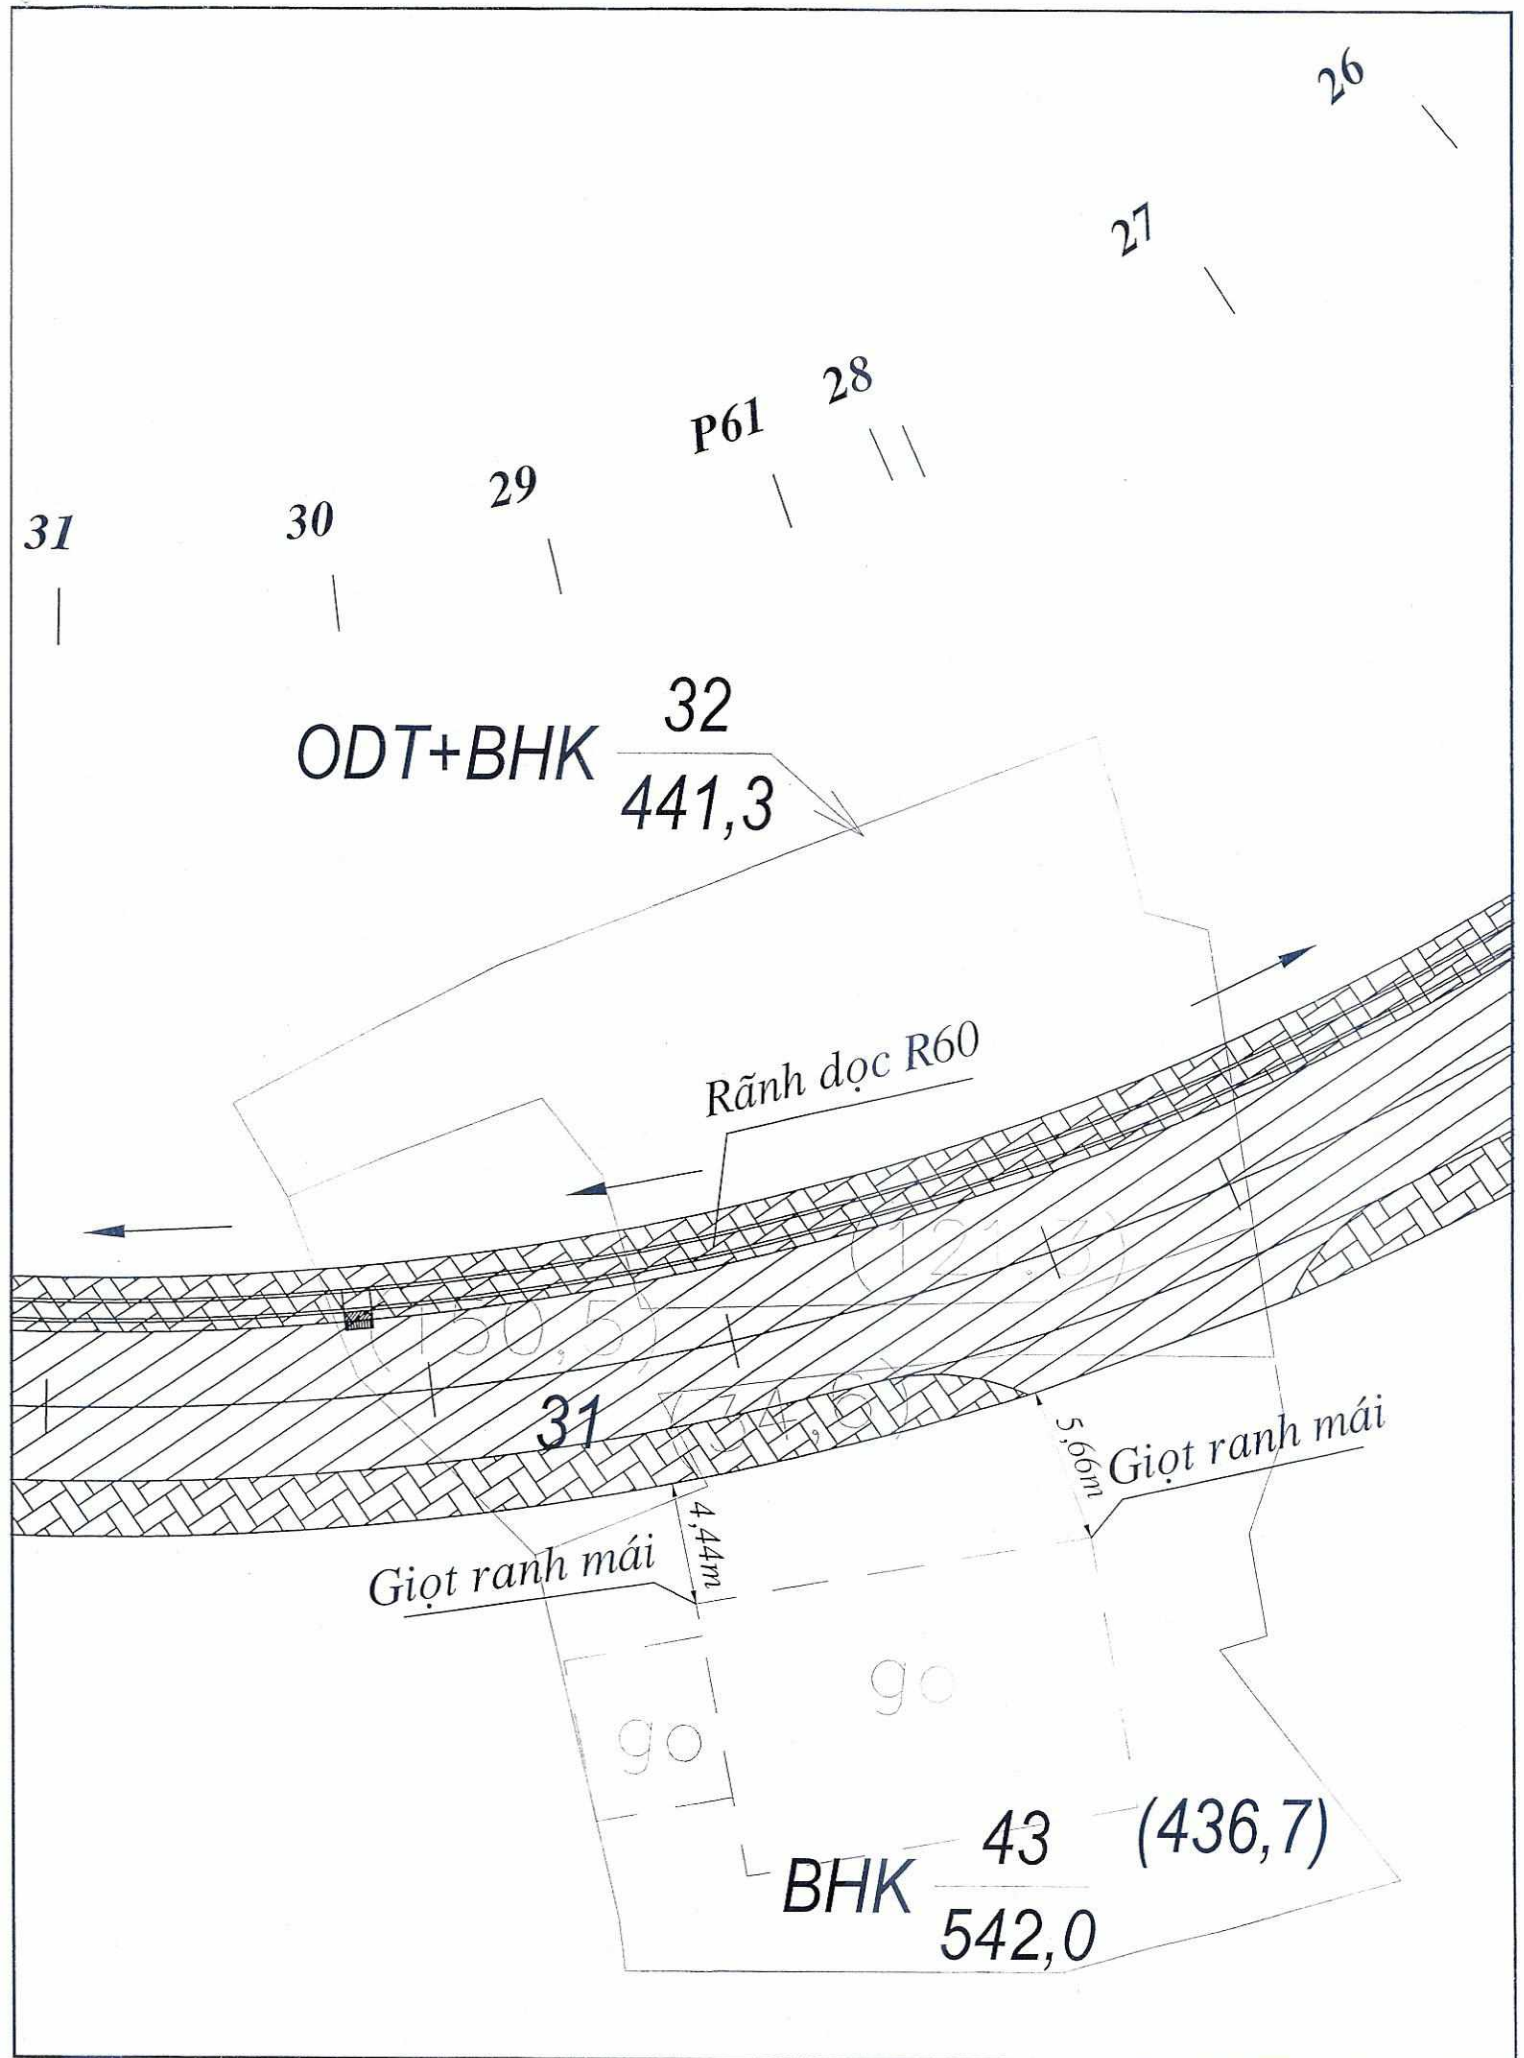 26
27
28
P61
29
30
31
32
ODT+BHK
441,3
Rãnh dọc R60
(121,3)
(150,5)
31
(34,6)
5,66m
Giọt ranh mái
4,44m
Giọt ranh mái
go
go
43
(436,7)
BHK
542,0